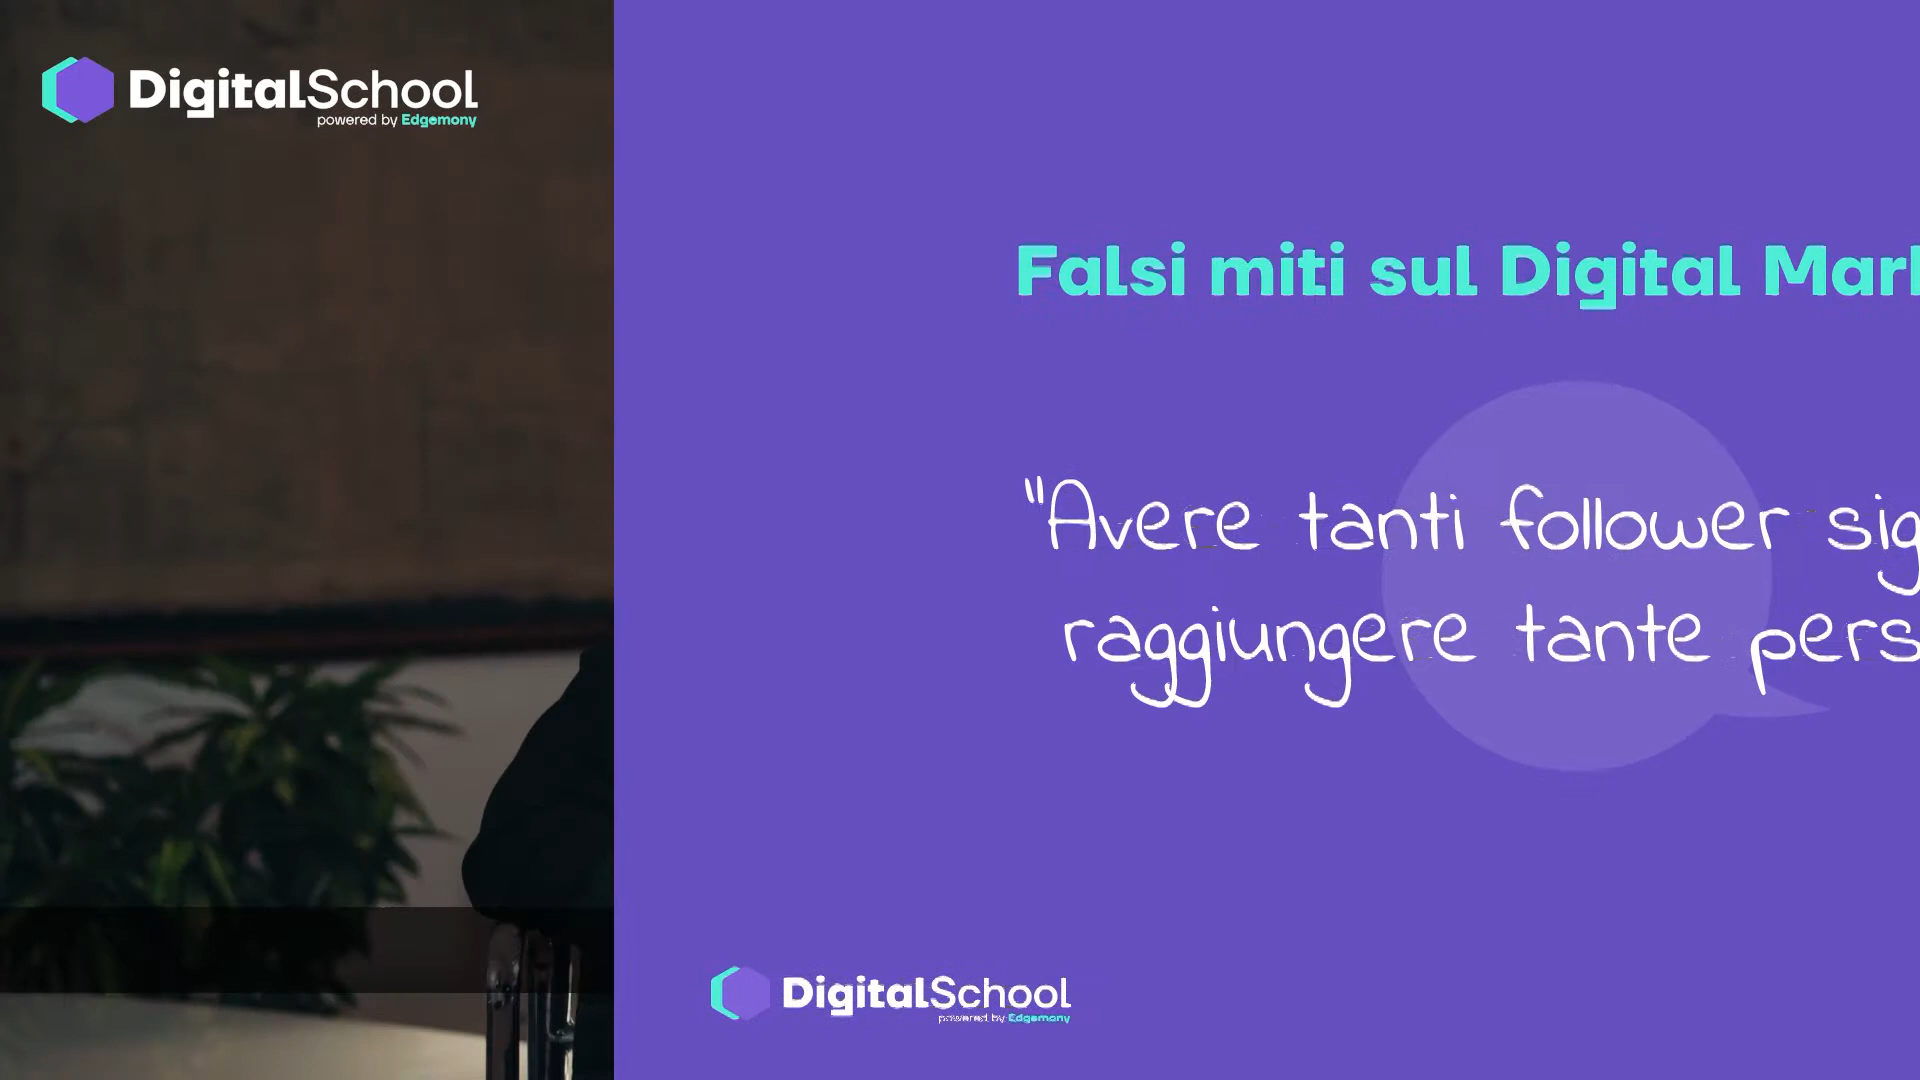 DigitalSchool
powered by Edgemony
Falsi miti sul Digital Mar
"Avere tanti follower sig
raggiungere tante pers
DigitalSchool
powered by Edgemony